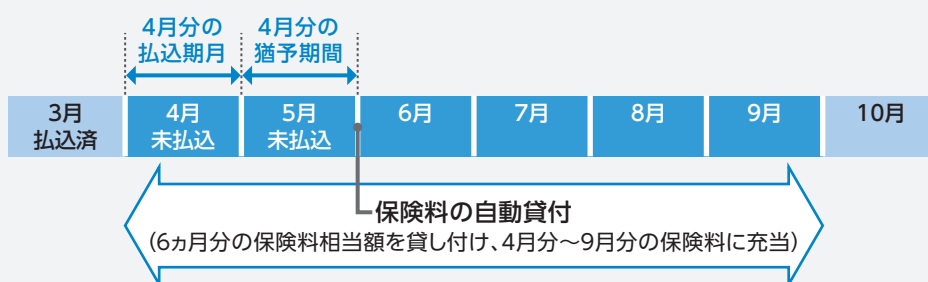 4月分の
払込期月
4月分の
猶予期間
3月
払込済
4月
未払込
5月
未払込
6月
7月
8月
9月
10月
保険料の自動貸付
(6ヵ月分の保険料相当額を貸し付け、4月分～9月分の保険料に充当)